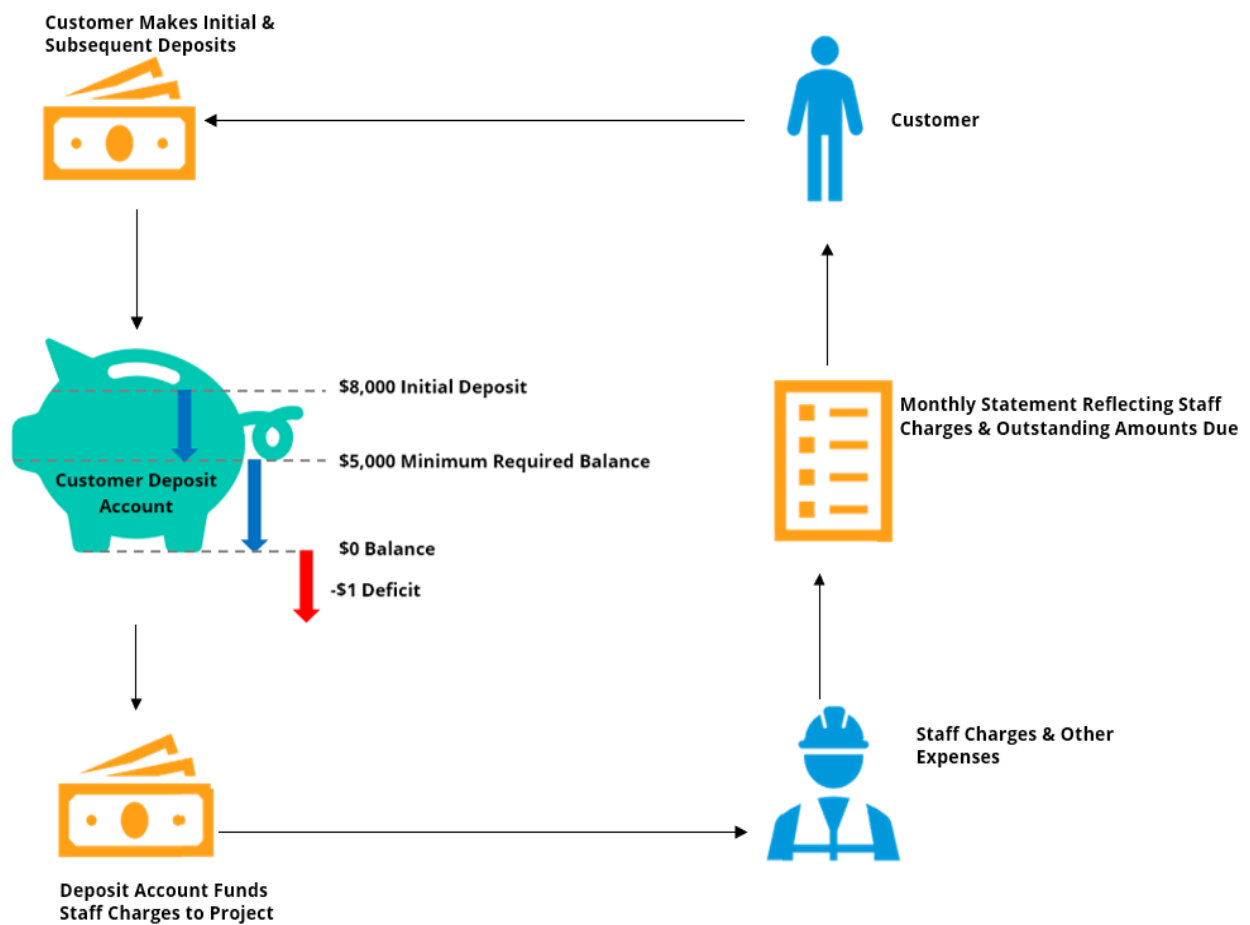 Customer Makes Initial &
Subsequent Deposits
Customer
$8,000 Initial Deposit
$5,000 Minimum Required Balance
Customer Deposit
Account
$0 Balance
-$1 Deficit
Monthly Statement Reflecting Staff
Charges & Outstanding Amounts Due
Staff Charges & Other
Expenses
Deposit Account Funds
Staff Charges to Project